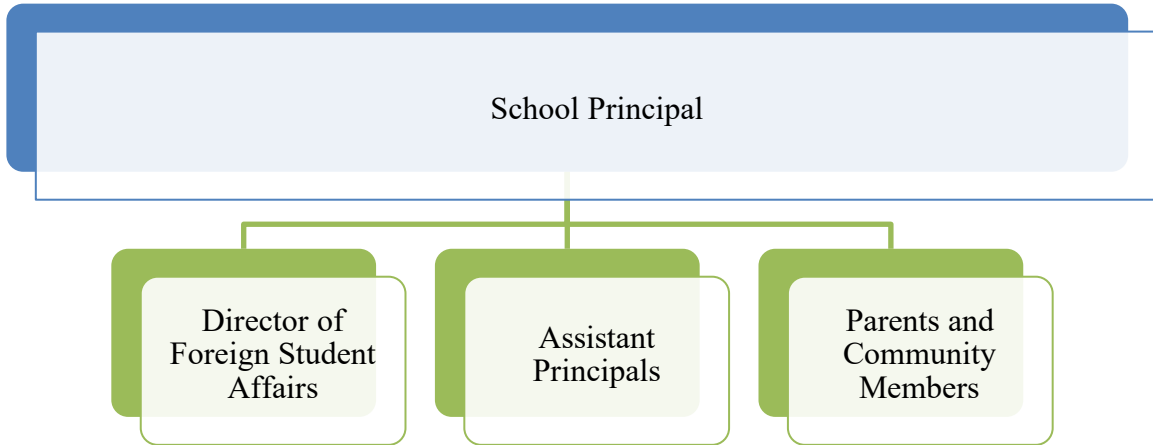 School Principal
Director of
Foreign Student
Affairs
Assistant
Principals
Parents and
Community
Members